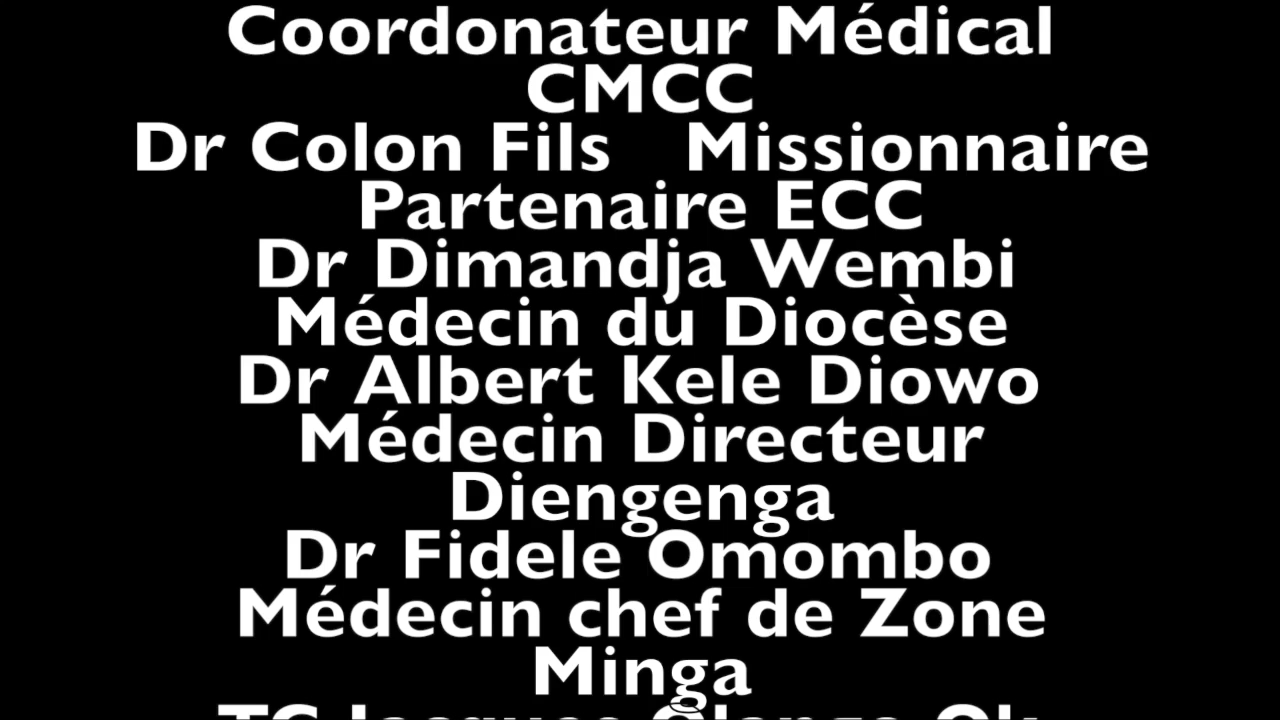 Coordonateur Médical
CMCC
Dr Colon Fils Missionnaire
Partenaire ECC
Dr Dimandja Wembi
Médecin du Diocèse
Dr Albert Kele Diowo
Médecin Directeur
Diengenga
Dr Fidele Omombo
Médecin chef de Zone
Minga